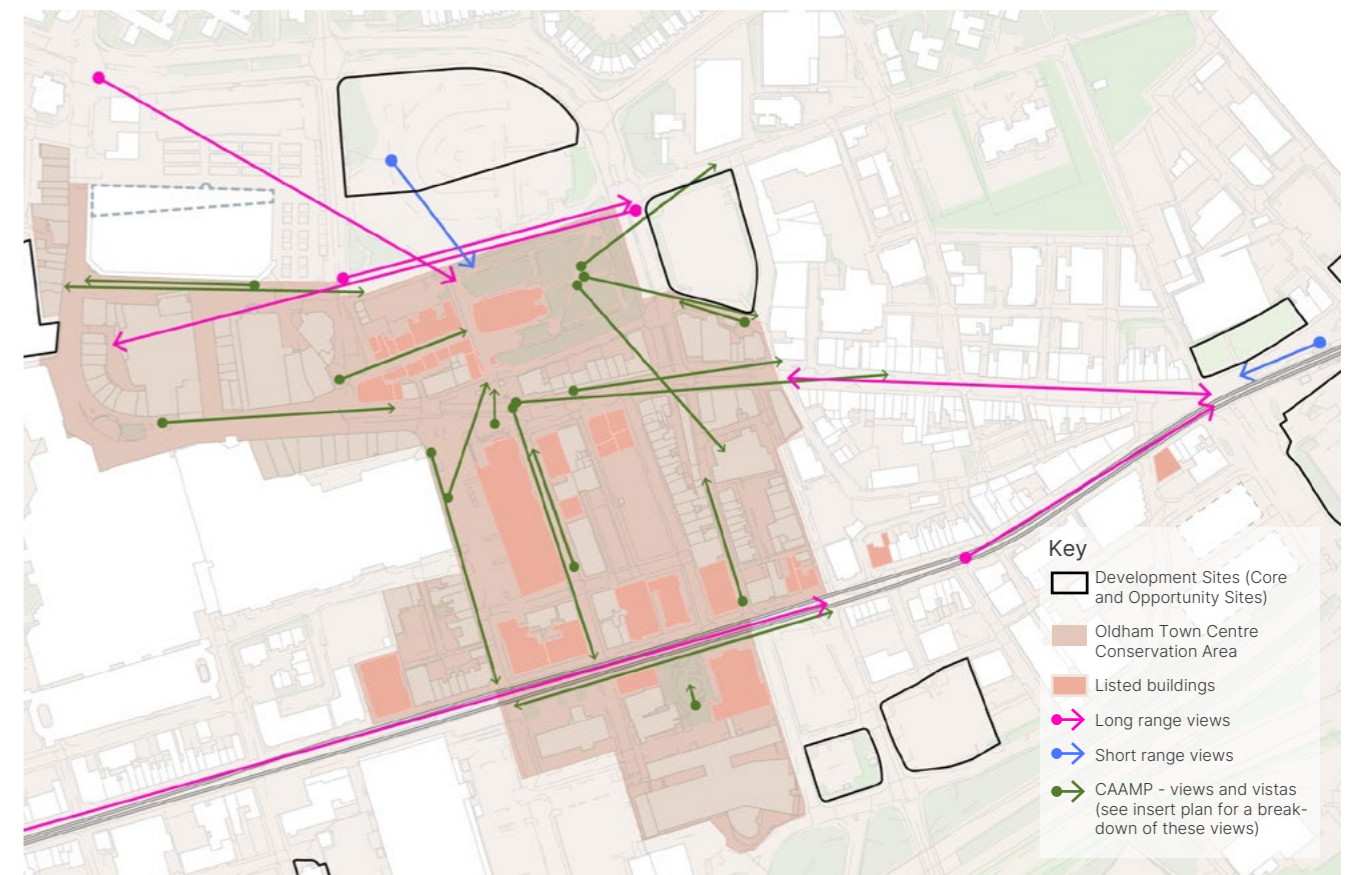 Key
Development Sites (Core
and Opportunity Sites)
Oldham Town Centre
Conservation Area
Listed buildings
Long range views
Short range views
CAAMP - views and vistas
(see insert plan for a break-
down of these views)